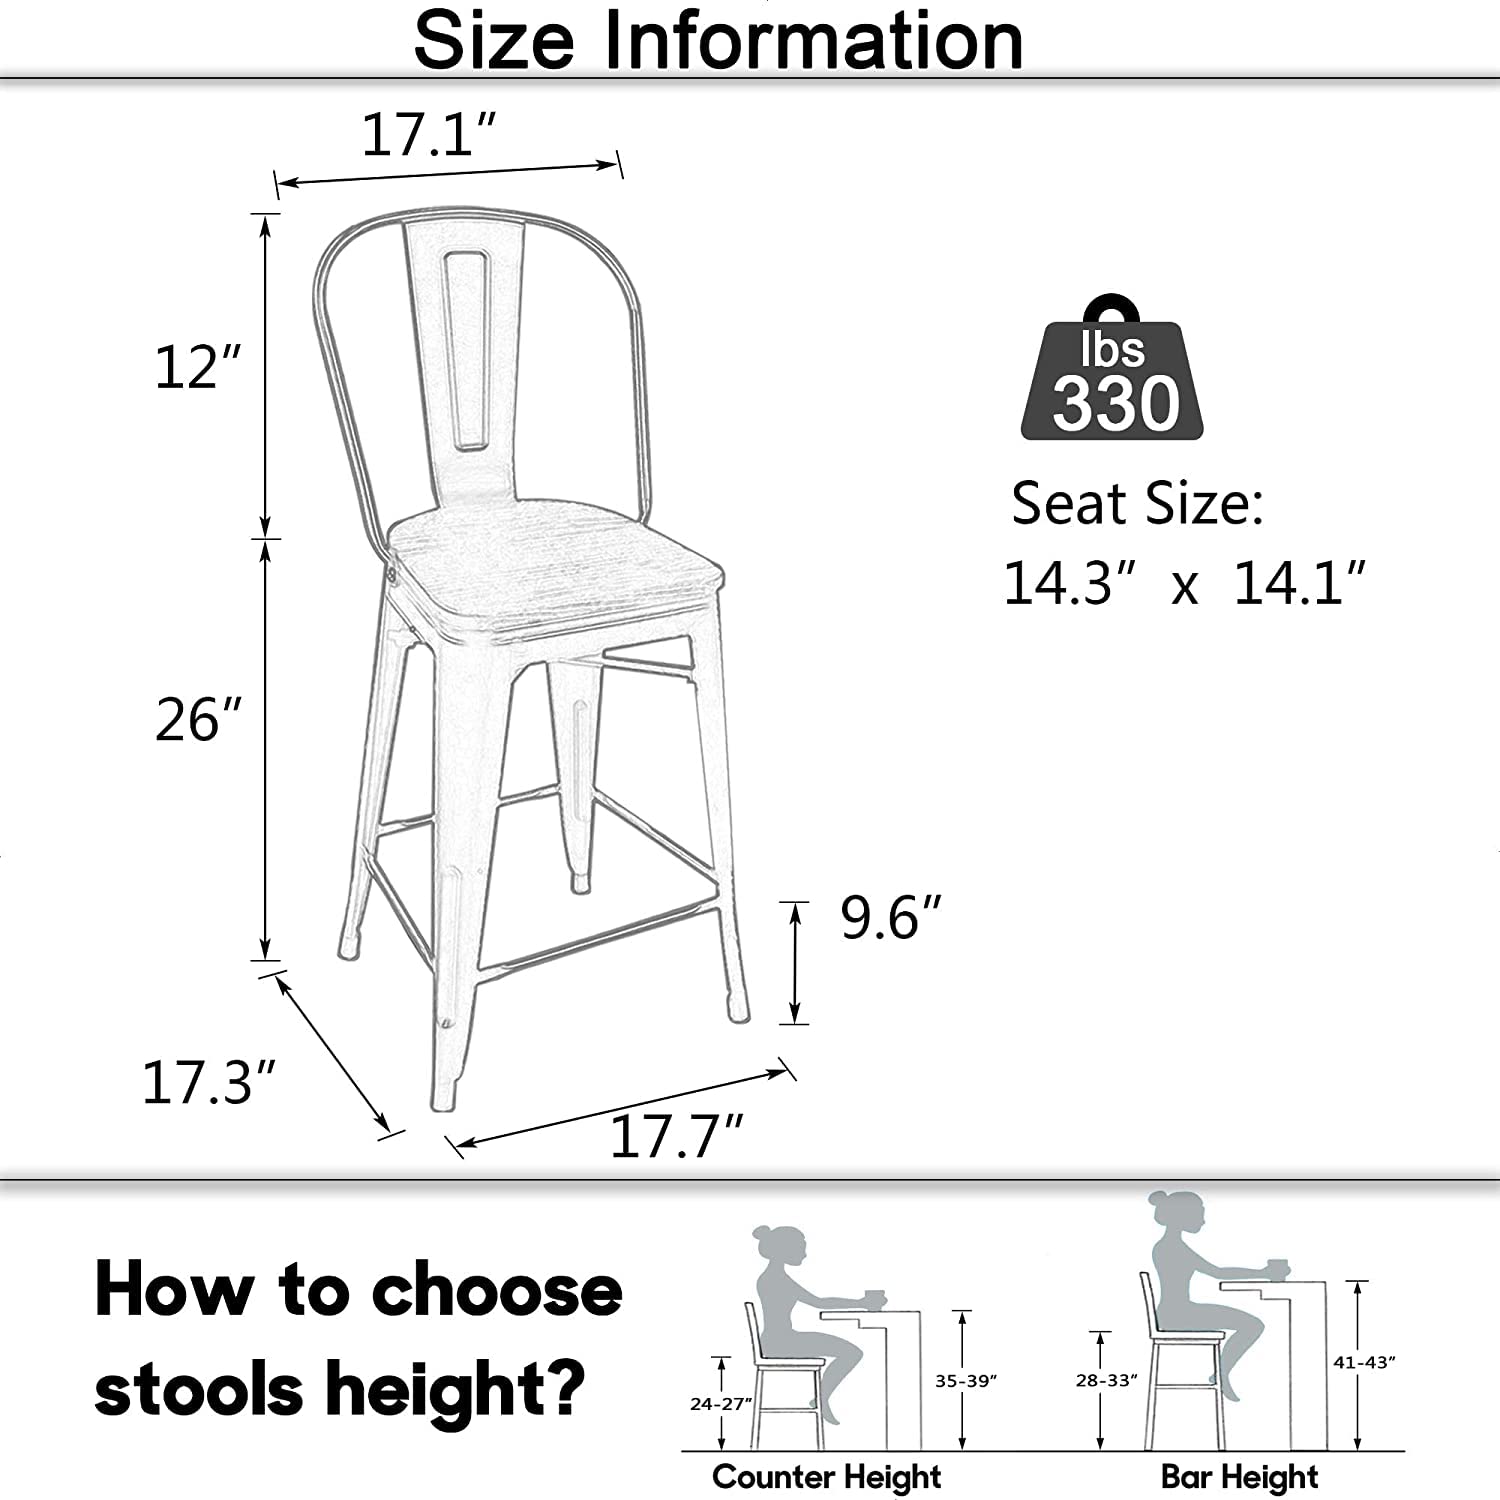 Size Information
17.1"
12"
26"
17.3"
17.7"
9.6"
lbs
330
Seat Size:
14.3" x 14.1"
How to choose
stools height?
24-27"
35-39"
Counter Height
28-33"
41-43"
Bar Height